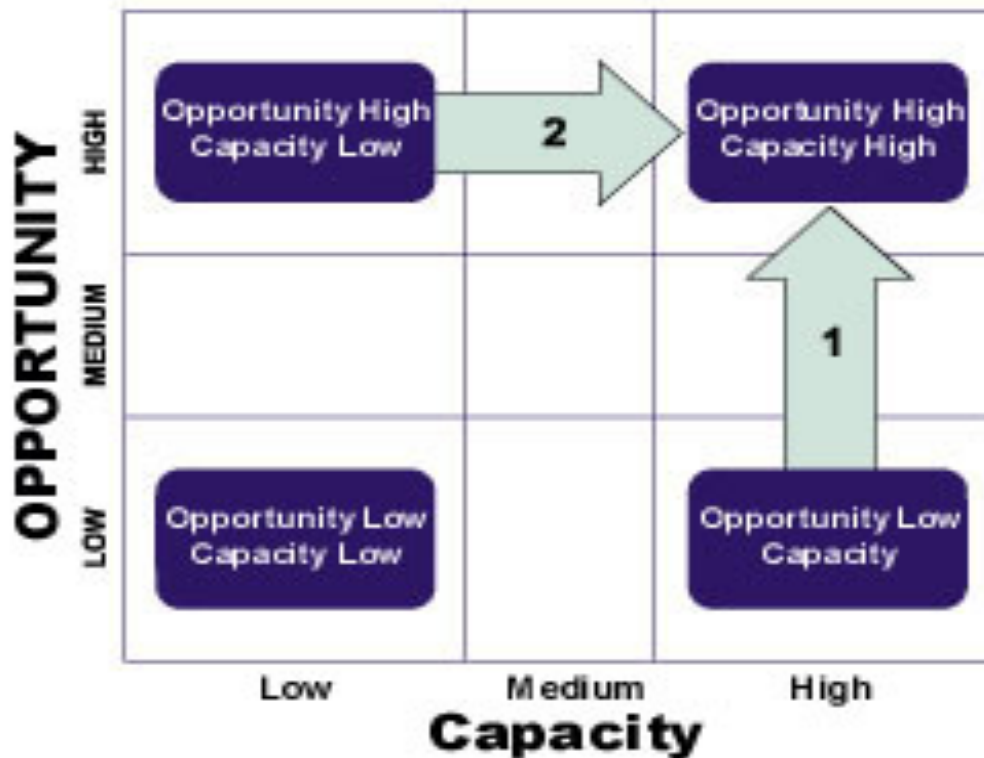 OPPORTUNITY
HIGH
MEDIUM
LOW
Opportunity High
Capacity Low
2
Opportunity High
Capacity High
1
Opportunity Low
Capacity Low
Opportunity Low
Capacity
Low
Medium
High
Capacity